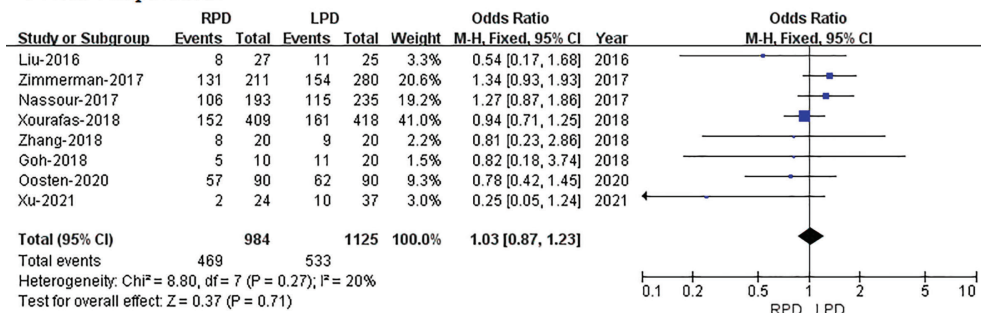 RPD LPD Odds Ratio Odds Ratio
Study or Subgroup Events Total Events Total Weight M-H, Fixed, 95% CI Year M-H, Fixed, 95% CI
Liu-2016 8 27 11 25 3.3% 0.54 [0.17, 1.68] 2016
Zimmerman-2017 131 211 154 280 20.6% 1.34 [0.93, 1.93] 2017
Nassour-2017 106 193 115 235 19.2% 1.27 [0.87, 1.86] 2017
Xourafas-2018 152 409 161 418 41.0% 0.94 [0.71, 1.25] 2018
Zhang-2018 8 20 9 20 2.2% 0.81 [0.23, 2.86] 2018
Goh-2018 5 10 11 20 1.5% 0.82 [0.18, 3.74] 2018
Oosten-2020 57 90 62 90 9.3% 0.78 [0.42, 1.45] 2020
Xu-2021 2 24 10 37 3.0% 0.25 [0.05, 1.24] 2021
Total (95% CI) 984 1125 100.0% 1.03 [0.87, 1.23]
Total events 469 533
Heterogeneity: Chi² = 8.80, df = 7 (P = 0.27); I² = 20%
Test for overall effect: Z = 0.37 (P = 0.71)
0.1 0.2 0.5 1 2 5 10
RPD LPD